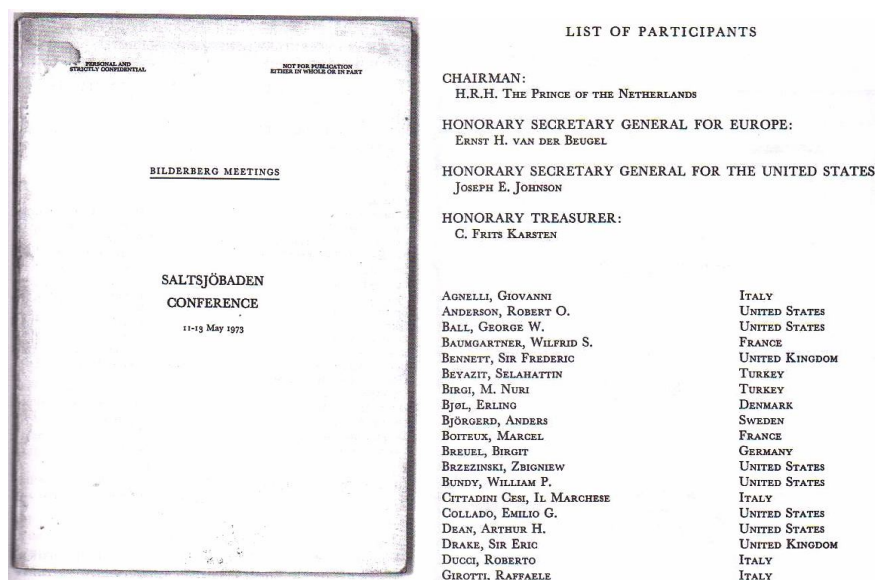 PERSONAL AND
STRICTLY CONFIDENTIAL
NOT FOR PUBLICATION
EITHER IN WHOLE OR IN PART
BILDERBERG MEETINGS
SALTSJÖBADEN
CONFERENCE
11-13 May 1973
LIST OF PARTICIPANTS
CHAIRMAN:
H.R.H. The Prince of the Netherlands
HONORARY SECRETARY GENERAL FOR EUROPE:
Ernst H. van der Beugel
HONORARY SECRETARY GENERAL FOR THE UNITED STATES
Joseph E. Johnson
HONORARY TREASURER:
C. Frits Karsten
Agnelli, Giovanni Italy
Anderson, Robert O. United States
Ball, George W. United States
Baumgartner, Wilfrid S. France
Bennett, Sir Frederic United Kingdom
Beyazit, Selahattin Turkey
Birgi, M. Nuri Turkey
Bjøl, Erling Denmark
Björgerd, Anders Sweden
Boiteux, Marcel France
Breuel, Birgit Germany
Brzezinski, Zbigniew United States
Bundy, William P. United States
Cittadini Cesi, Il Marchese Italy
Collado, Emilio G. United States
Dean, Arthur H. United States
Drake, Sir Eric United Kingdom
Ducci, Roberto Italy
Girotti, Raffaele Italy